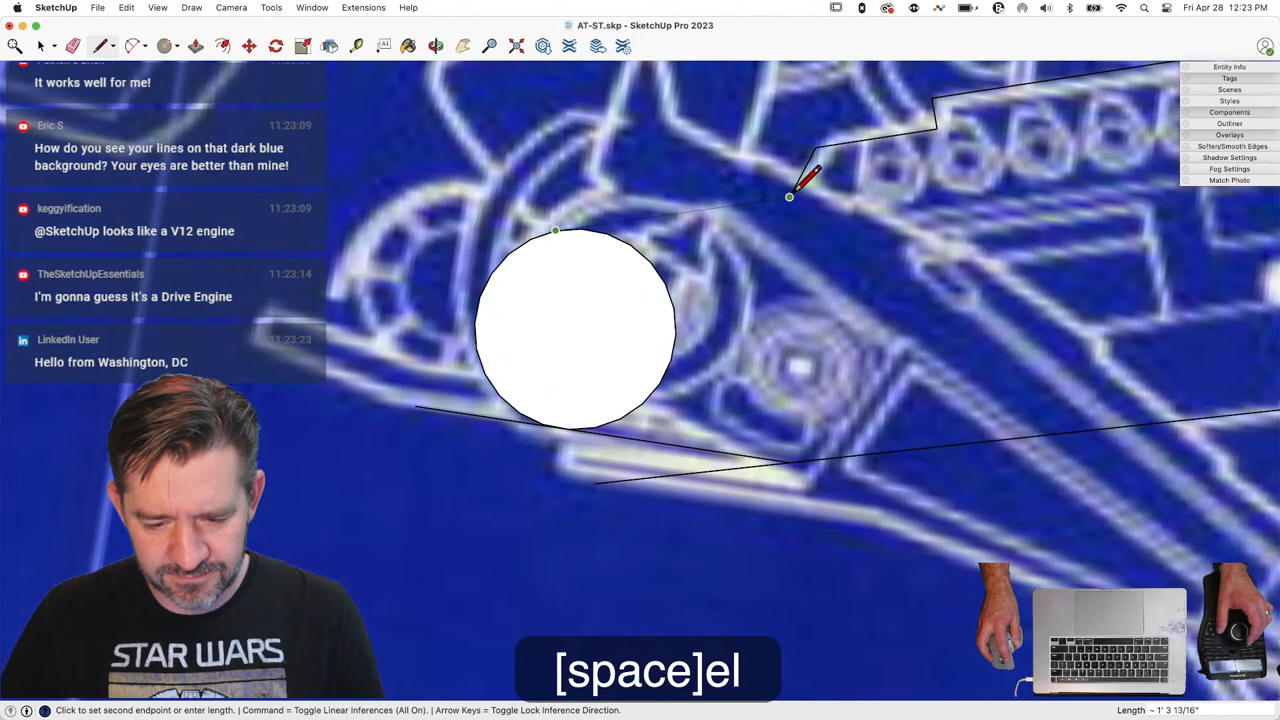 SketchUp File Edit View Draw Camera Tools Window Extensions Help
Fri Apr 28 12:23 PM
AT-ST.skp - SketchUp Pro 2023
It works well for me!
Eric S 11:23:09
How do you see your lines on that dark blue
background? Your eyes are better than mine!
keggyification 11:23:09
@SketchUp looks like a V12 engine
TheSketchUpEssentials 11:23:14
I'm gonna guess it's a Drive Engine
LinkedIn User 11:23:23
Hello from Washington, DC
Entity Info
Tags
Scenes
Styles
Components
Outliner
Overlays
Soften/Smooth Edges
Shadow Settings
Fog Settings
Match Photo
STAR WARS
[space]el
Click to set second endpoint or enter length. | Command = Toggle Linear Inferences (All On). | Arrow Keys = Toggle Lock Inference Direction.
Length ~ 1' 3 13/16"